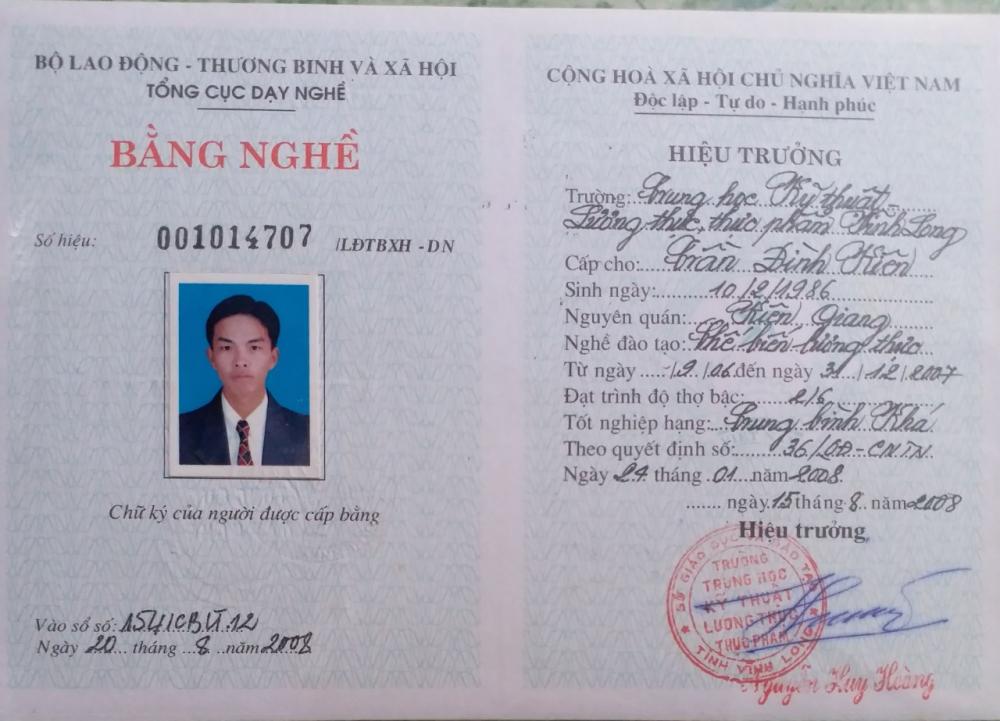 BỘ LAO ĐỘNG - THƯƠNG BINH VÀ XÃ HỘI
TỔNG CỤC DẠY NGHỀ
BẰNG NGHỀ
Số hiệu: 001014707 /LĐTBXH - DN
Chữ ký của người được cấp bằng
Vào sổ số:
Ngày 20... tháng ..8.. năm 2008
CỘNG HOÀ XÃ HỘI CHỦ NGHĨA VIỆT NAM
Độc lập - Tự do - Hạnh phúc
HIỆU TRƯỞNG
Trường: Trung học Kỹ thuật -
Lương thực, thực phẩm Vĩnh Long
Cấp cho:..... Trần Đình Kiên
Sinh ngày:......... 10/2/1986
Nguyên quán:..... Kiên Giang
Nghề đào tạo: Chế biến lương thực
Từ ngày ..... /9. /06 đến ngày 31.../12/2007
Đạt trình độ thợ bậc:....... 2/6
Tốt nghiệp hạng:... Trung bình Khá
Theo quyết định số:....... 36/QĐ-CNTN.
Ngày 24 tháng .01....năm 2008.
....... ngày 15 tháng 8.. năm 2008
Hiệu trưởng
SỞ GIÁO DỤC VÀ ĐÀO TẠO
TRƯỜNG
TRUNG HỌC
KỸ THUẬT
LƯƠNG THỰC
THỰC PHẨM
TỈNH VĨNH LONG
Nguyễn Huy Hoàng